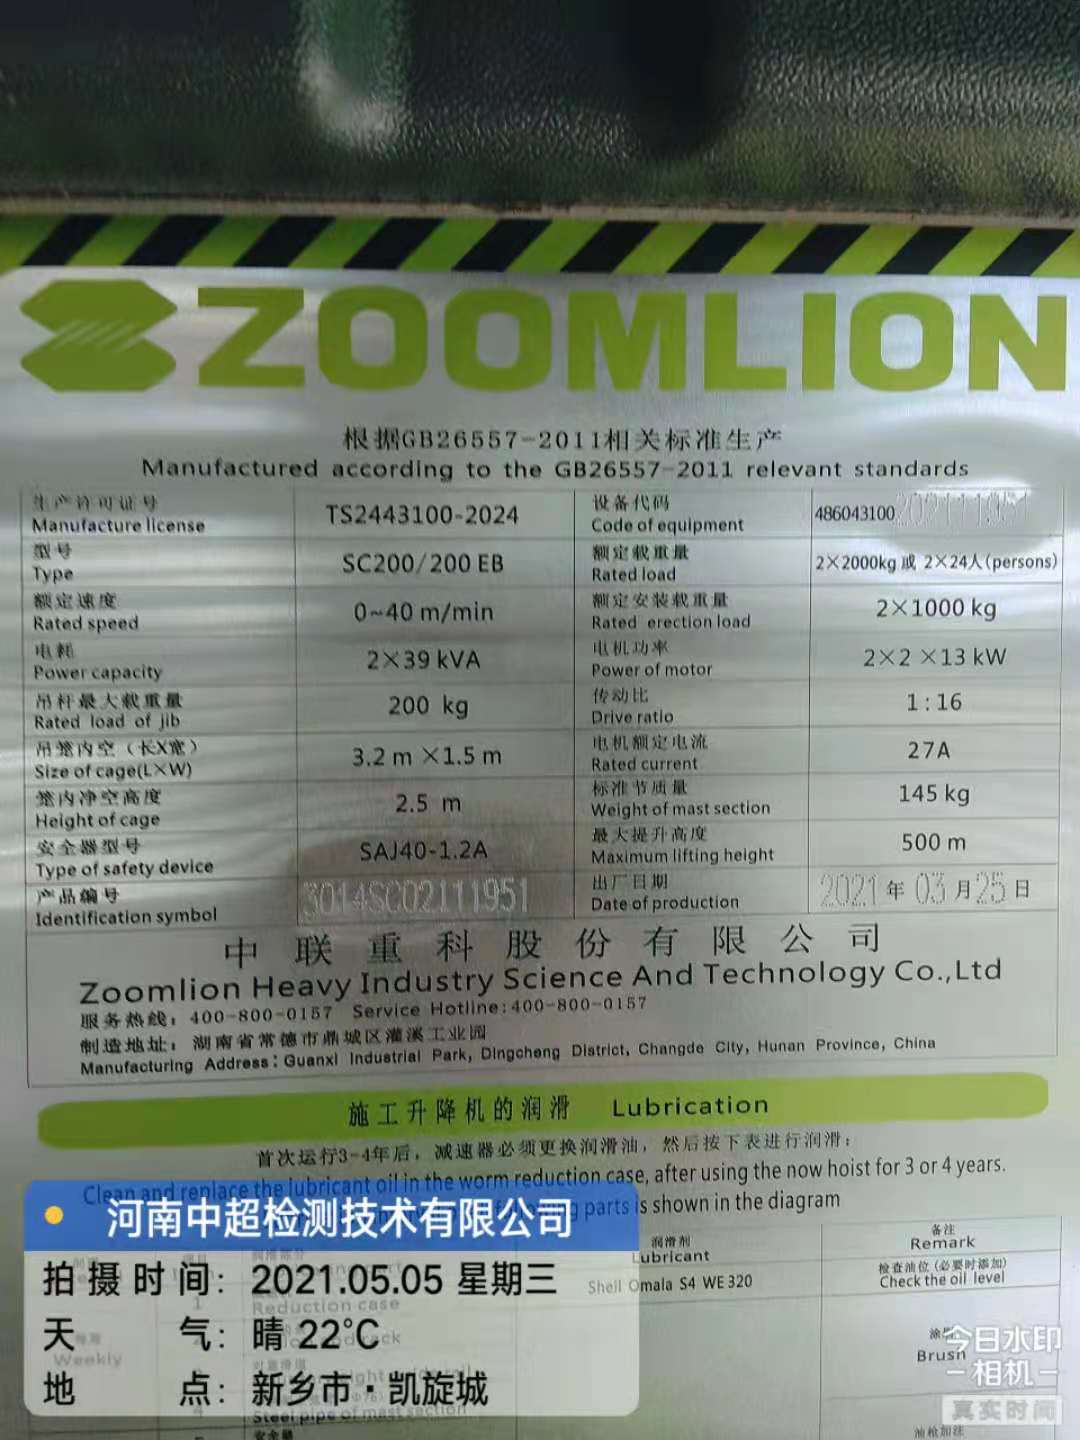 ZOOMLION
根据GB26557-2011相关标准生产
Manufactured according to the GB26557-2011 relevant standards
生产许可证号 TS2443100-2024 设备代码 4860431002021111951
Manufacture license Code of equipment
型号 SC200/200 EB 额定载重量 2×2000kg 或 2×24人(persons)
Type Rated load
额定速度 0~40 m/min 额定安装载重量 2×1000 kg
Rated speed Rated erection load
电耗 2×39 kVA 电机功率 2×2×13 kW
Power capacity Power of motor
吊杆最大载重量 200 kg 传动比 1:16
Rated load of jib Drive ratio
吊笼内空（长X宽） 3.2 m ×1.5 m 电机额定电流 27A
Size of cage(L×W) Rated current
笼内净空高度 2.5 m 标准节质量 145 kg
Height of cage Weight of mast section
安全器型号 SAJ40-1.2A 最大提升高度 500 m
Type of safety device Maximum lifting height
产品编号 3014SC02111951 出厂日期 2021年03月25日
Identification symbol Date of production
中联重科股份有限公司
Zoomlion Heavy Industry Science And Technology Co.,Ltd
服务热线：400-800-0157 Service Hotline:400-800-0157
制造地址：湖南省常德市鼎城区灌溪工业园
Manufacturing Address：Guanxi Industrial Park, Dingcheng District, Changde City, Hunan Province, China
施工升降机的润滑 Lubrication
首次运行3-4年后，减速器必须更换润滑油，然后按下表进行润滑：
Clean and replace the lubricant oil in the worm reduction case, after using the now hoist for 3 or 4 years.
following parts is shown in the diagram
润滑剂 备注
Lubricant Remark
Shell Omala S4 WE 320 检查油位(必要时添加)
Check the oil level
Reduction case
Weekly
Brush
Steel pipe of mast section
油枪加注
河南中超检测技术有限公司
拍摄时间：2021.05.05 星期三
天气：晴 22℃
地点：新乡市·凯旋城
今日水印
相机
真实时间